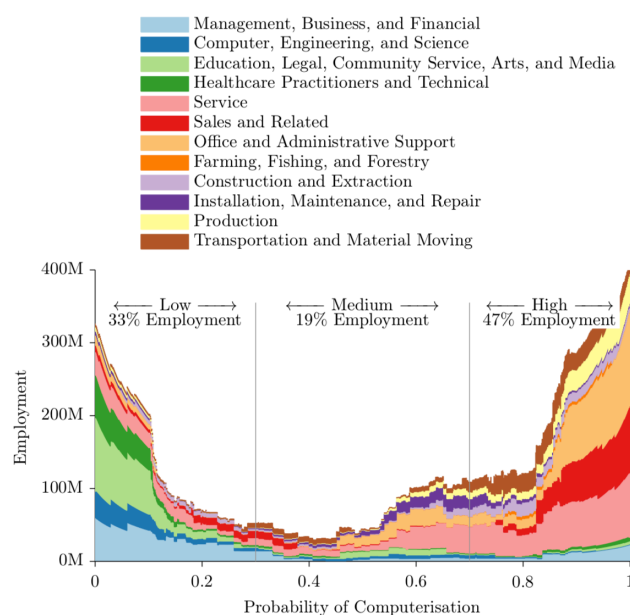 Management, Business, and Financial
Computer, Engineering, and Science
Education, Legal, Community Service, Arts, and Media
Healthcare Practitioners and Technical
Service
Sales and Related
Office and Administrative Support
Farming, Fishing, and Forestry
Construction and Extraction
Installation, Maintenance, and Repair
Production
Transportation and Material Moving
400M
Low Medium High
33% Employment 19% Employment 47% Employment
300M
200M
100M
0M
Employment
0 0.2 0.4 0.6 0.8 1
Probability of Computerisation